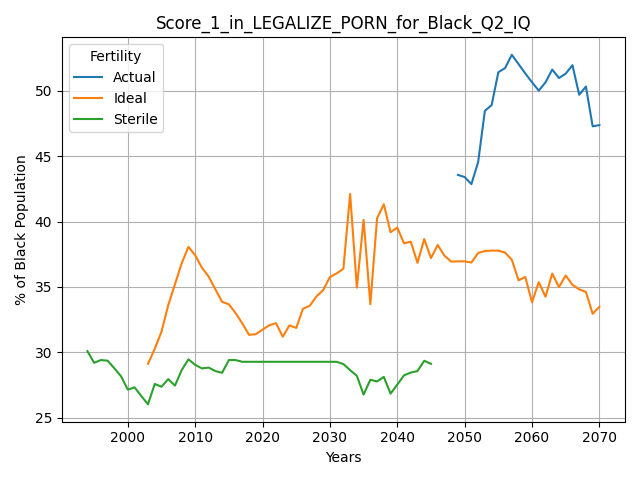 Score_1_in_LEGALIZE_PORN_for_Black_Q2_IQ
Fertility
Actual
Ideal
Sterile
% of Black Population
50
45
40
35
30
25
2000
2010
2020
2030
2040
2050
2060
2070
Years